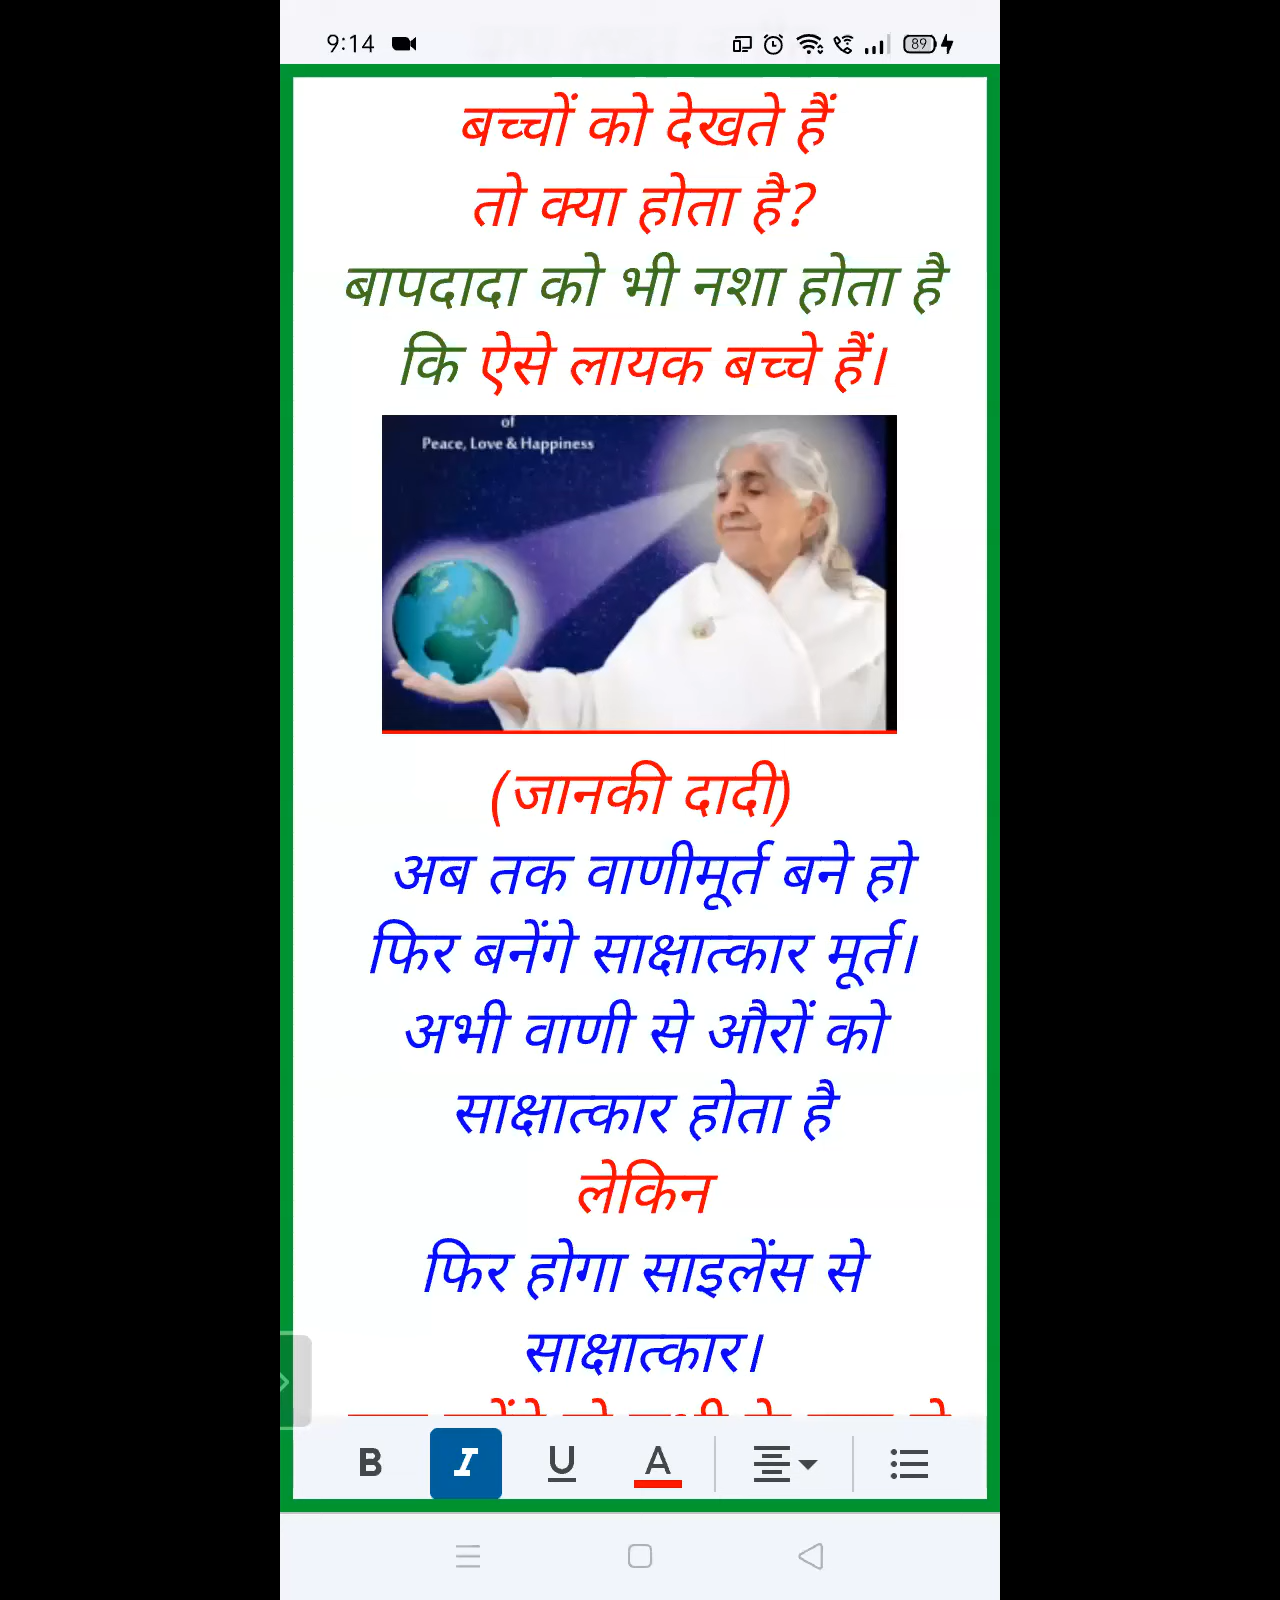 9:14
89
बच्चों को देखते हैं
तो क्या होता है?
बापदादा को भी नशा होता है
कि ऐसे लायक बच्चे हैं।
of
Peace, Love & Happiness
(जानकी दादी)
अब तक वाणीमूर्त बने हो
फिर बनेंगे साक्षात्कार मूर्त।
अभी वाणी से औरों को
साक्षात्कार होता है
लेकिन
फिर होगा साइलेंस से
साक्षात्कार।
B I U A